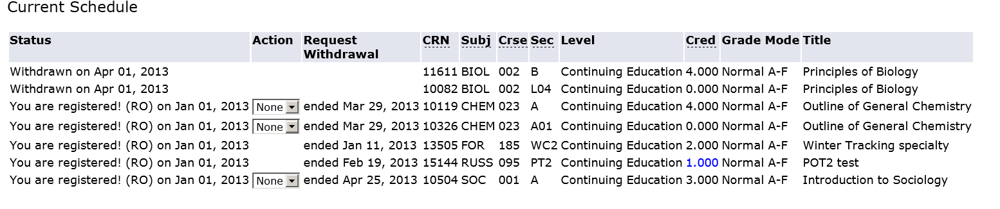 Current Schedule
Status Action Request Withdrawal CRN Subj Crse Sec Level Cred Grade Mode Title
Withdrawn on Apr 01, 2013 11611 BIOL 002 B Continuing Education 4.000 Normal A-F Principles of Biology
Withdrawn on Apr 01, 2013 10082 BIOL 002 L04 Continuing Education 0.000 Normal A-F Principles of Biology
You are registered! (RO) on Jan 01, 2013 None ended Mar 29, 2013 10119 CHEM 023 A Continuing Education 4.000 Normal A-F Outline of General Chemistry
You are registered! (RO) on Jan 01, 2013 None ended Mar 29, 2013 10326 CHEM 023 A01 Continuing Education 0.000 Normal A-F Outline of General Chemistry
You are registered! (RO) on Jan 01, 2013 ended Jan 11, 2013 13505 FOR 185 WC2 Continuing Education 2.000 Normal A-F Winter Tracking specialty
You are registered! (RO) on Jan 01, 2013 ended Feb 19, 2013 15144 RUSS 095 PT2 Continuing Education 1.000 Normal A-F POT2 test
You are registered! (RO) on Jan 01, 2013 None ended Apr 25, 2013 10504 SOC 001 A Continuing Education 3.000 Normal A-F Introduction to Sociology